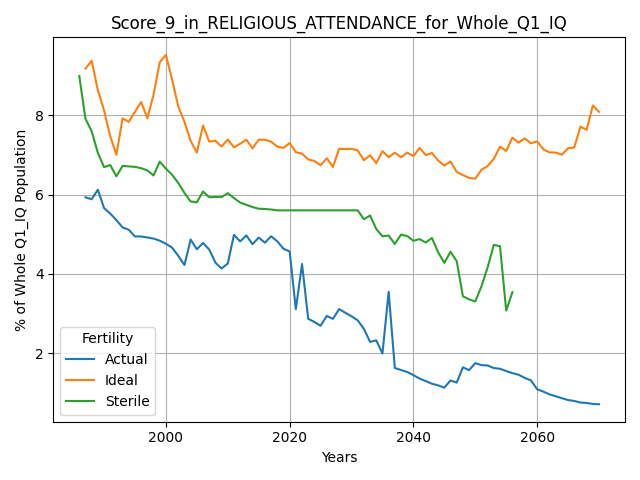 Score_9_in_RELIGIOUS_ATTENDANCE_for_Whole_Q1_IQ
% of Whole Q1_IQ Population
8
6
4
2
Fertility
Actual
Ideal
Sterile
2000 2020 2040 2060
Years